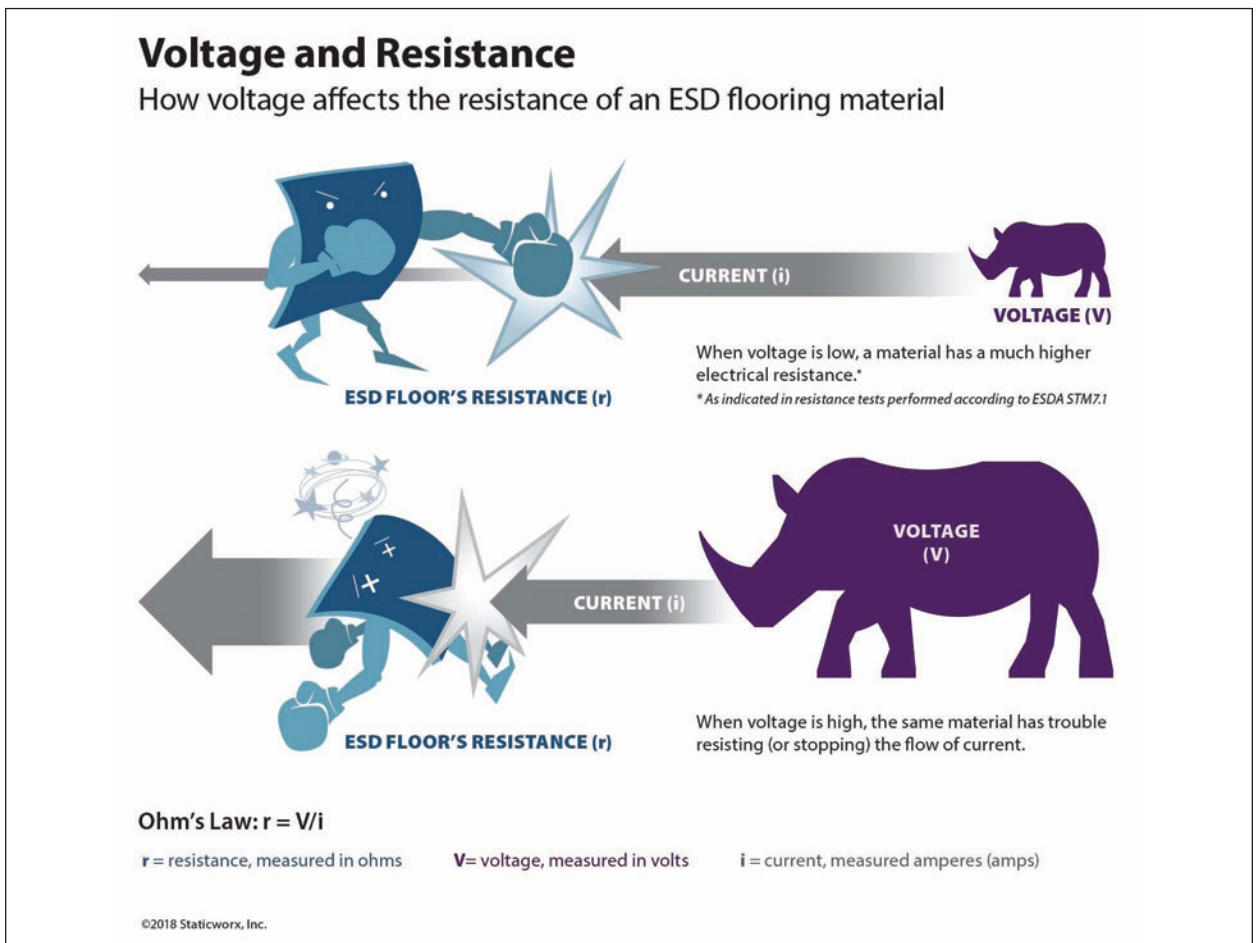 Voltage and Resistance
How voltage affects the resistance of an ESD flooring material
CURRENT (i)
VOLTAGE (V)
When voltage is low, a material has a much higher
electrical resistance.*
* As indicated in resistance tests performed according to ESDA STM7.1
ESD FLOOR'S RESISTANCE (r)
VOLTAGE
(V)
CURRENT (i)
When voltage is high, the same material has trouble
resisting (or stopping) the flow of current.
ESD FLOOR'S RESISTANCE (r)
Ohm's Law: r = V/i
r = resistance, measured in ohms V= voltage, measured in volts i = current, measured amperes (amps)
©2018 Staticworx, Inc.